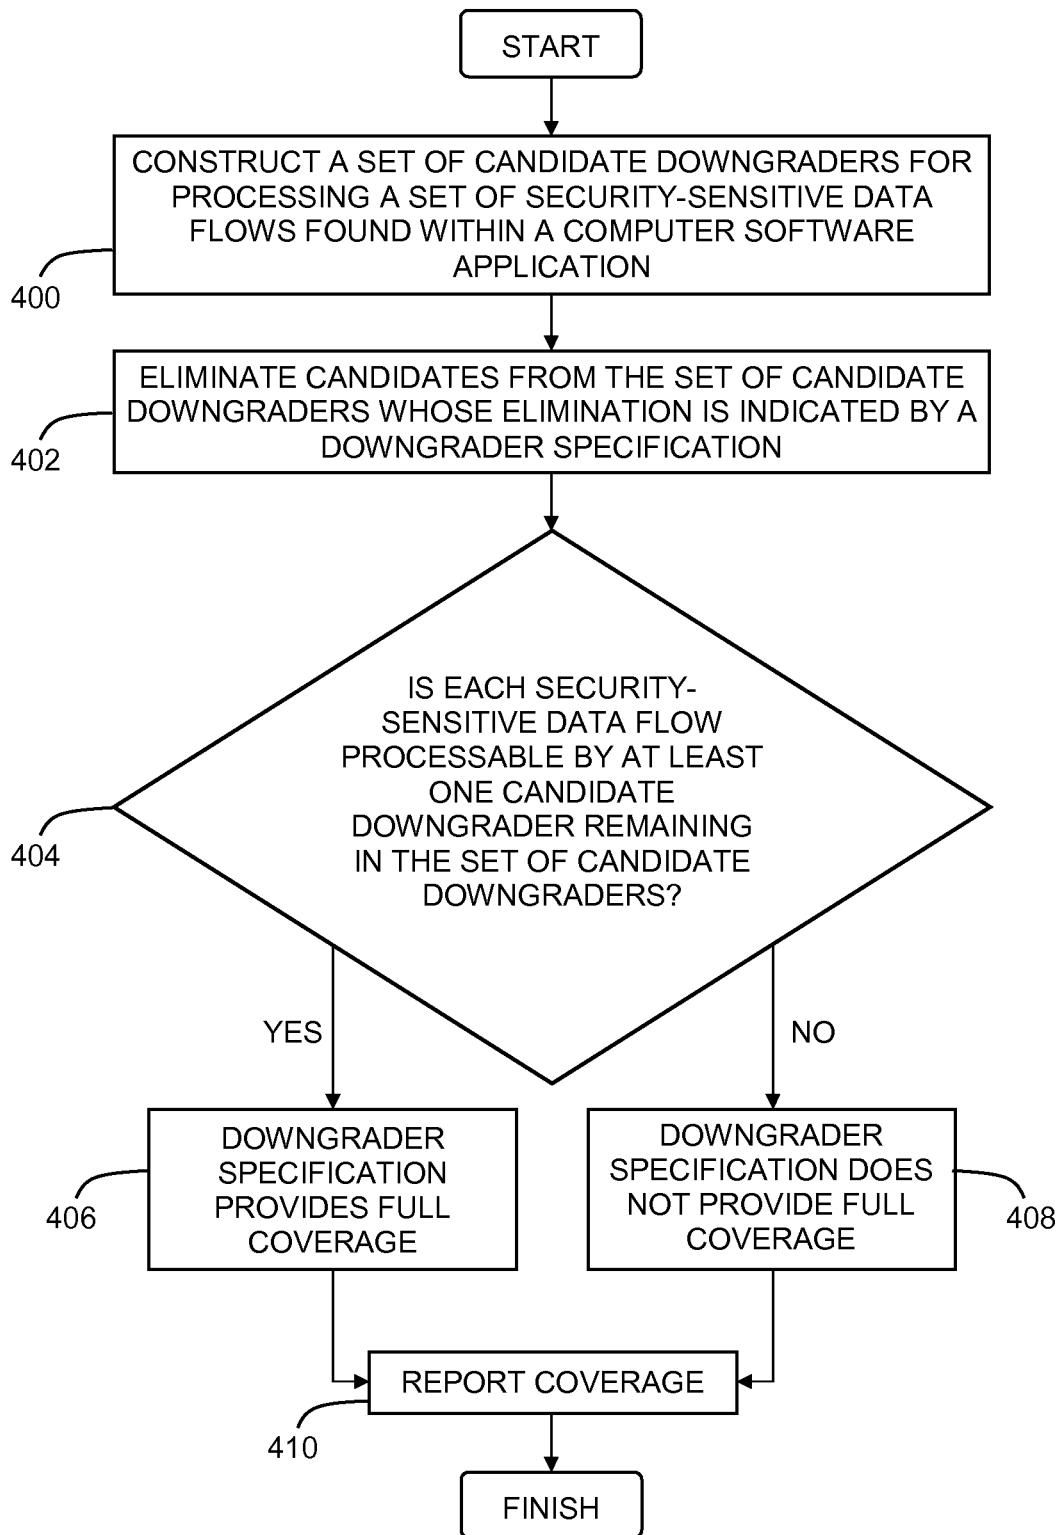 START
CONSTRUCT A SET OF CANDIDATE DOWNGRADERS FOR
PROCESSING A SET OF SECURITY-SENSITIVE DATA
FLOWS FOUND WITHIN A COMPUTER SOFTWARE
APPLICATION
400
ELIMINATE CANDIDATES FROM THE SET OF CANDIDATE
DOWNGRADERS WHOSE ELIMINATION IS INDICATED BY A
DOWNGRADER SPECIFICATION
402
IS EACH SECURITY-
SENSITIVE DATA FLOW
PROCESSABLE BY AT LEAST
ONE CANDIDATE
DOWNGRADER REMAINING
IN THE SET OF CANDIDATE
DOWNGRADERS?
404
YES
NO
DOWNGRADER
SPECIFICATION
PROVIDES FULL
COVERAGE
406
DOWNGRADER
SPECIFICATION DOES
NOT PROVIDE FULL
COVERAGE
408
REPORT COVERAGE
410
FINISH